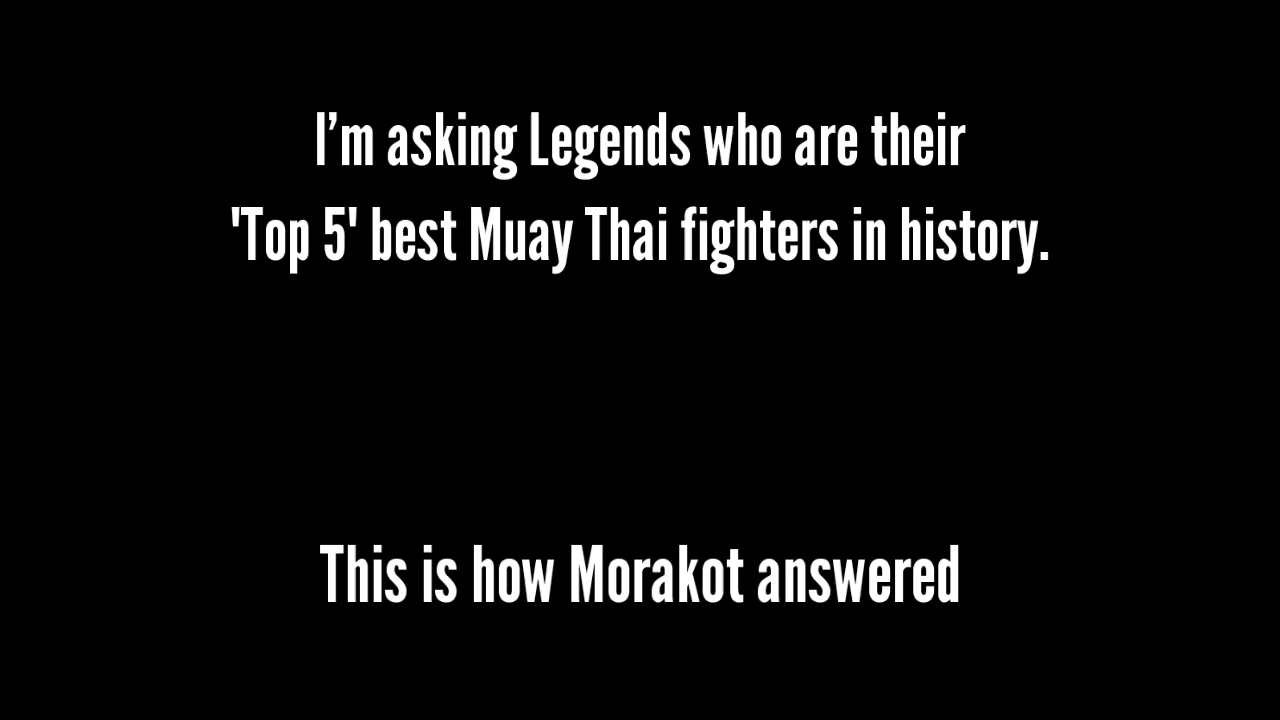 I’m asking Legends who are their
'Top 5' best Muay Thai fighters in history.
This is how Morakot answered